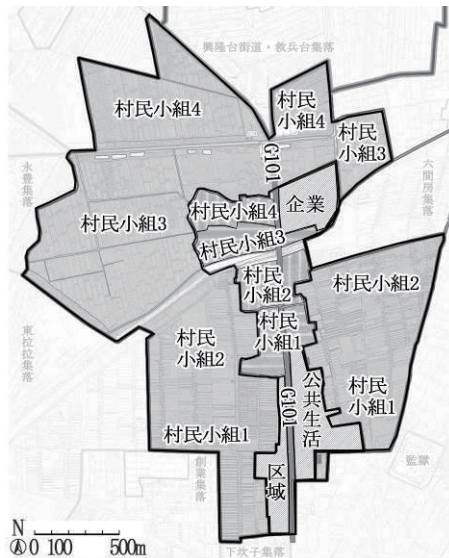 興隆台街道・救兵台集落
村民小組4
村民
小組4
村民
小組3
永豊集落
G101
六間房集落
村民小組4
企業
村民小組3
村民小組3
村民
小組2
村民小組2
村民
小組1
東拉拉集落
村民
小組2
公共生活
区域
G101
村民
小組1
村民小組1
創業集落
監獄
N
0 100 500m
下坎子集落